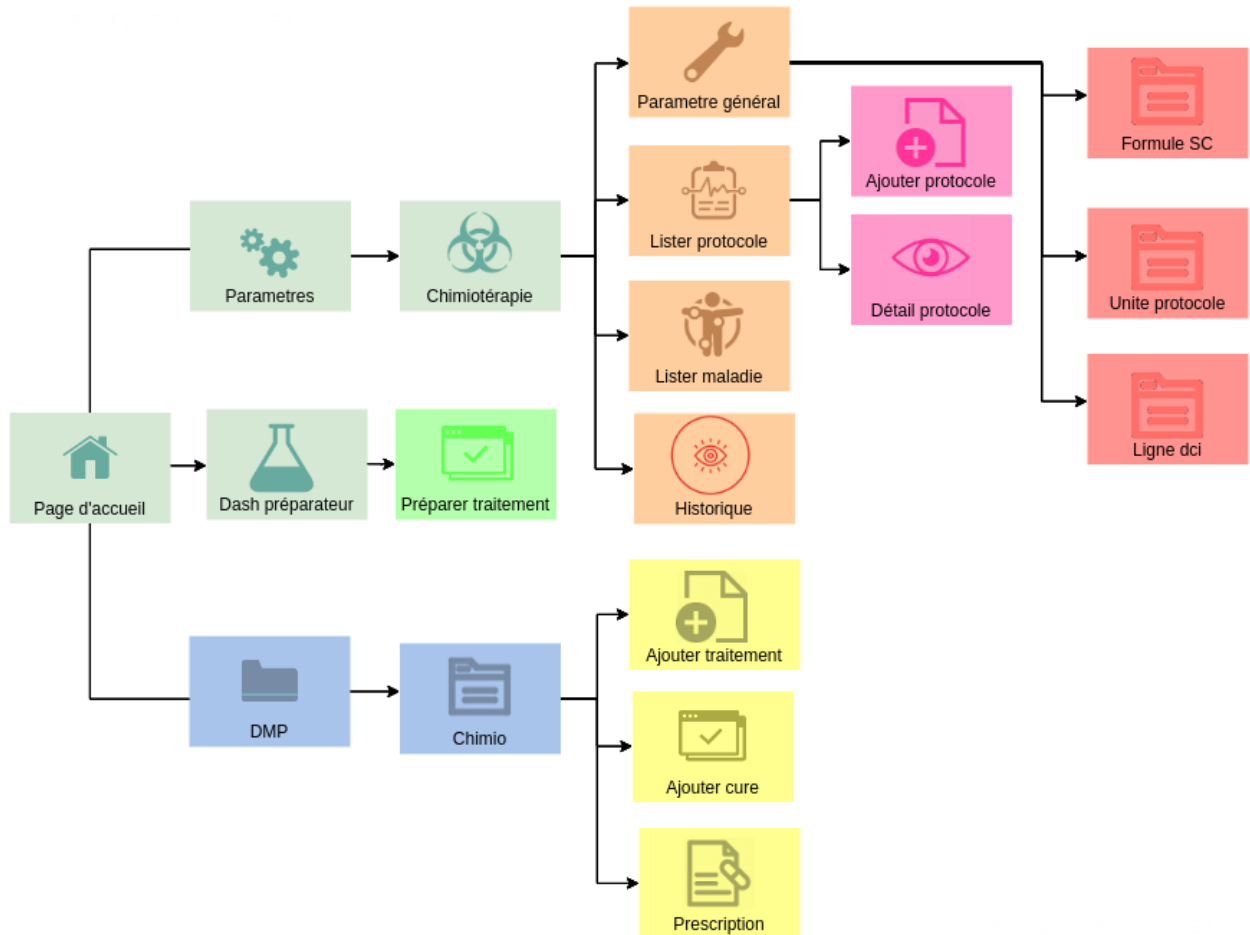 Parametre général
Formule SC
Ajouter protocole
Lister protocole
Parametres
Chimiotérapie
Détail protocole
Unite protocole
Lister maladie
Ligne dci
Page d'accueil
Dash préparateur
Préparer traitement
Historique
Ajouter traitement
DMP
Chimio
Ajouter cure
Prescription